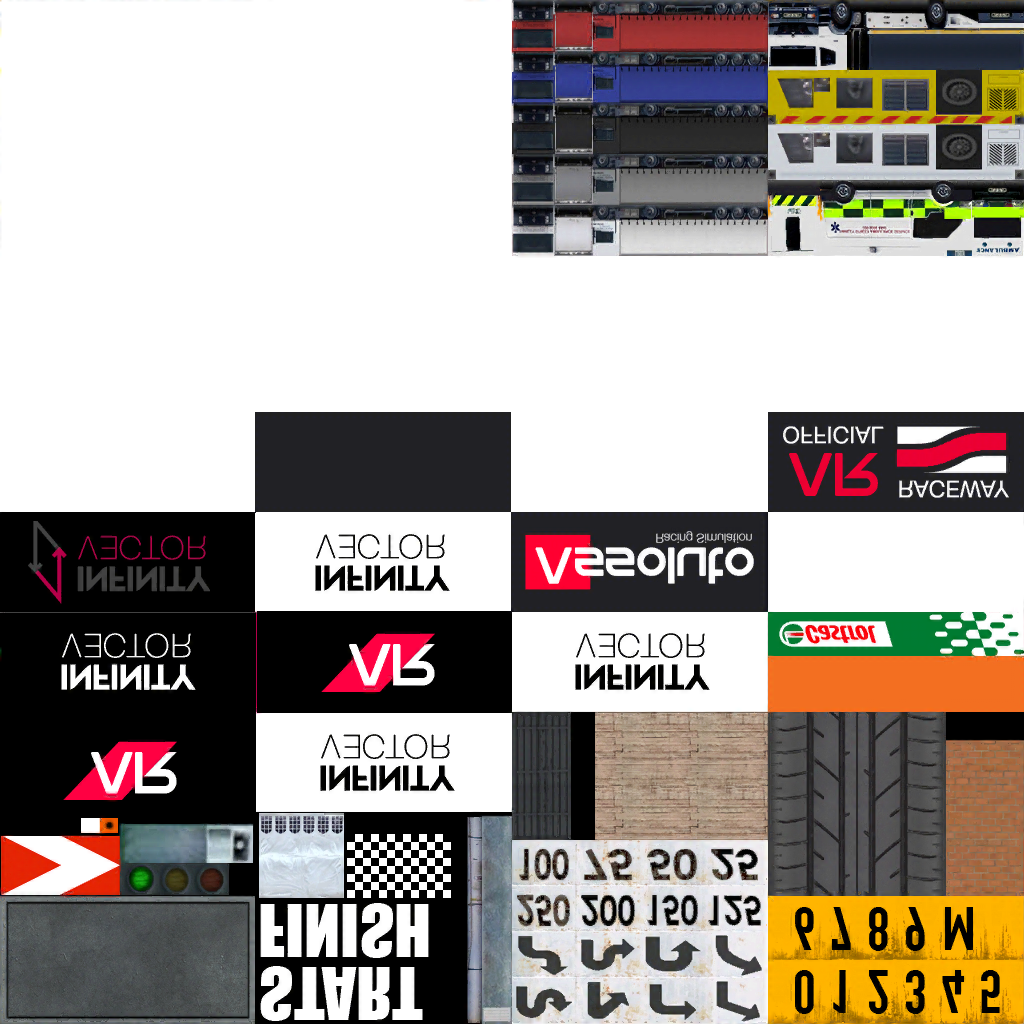 AMBULANCE
OFFICIAL
VR
RACEWAY
VECTOR
INFINITY
VECTOR
INFINITY
Racing Simulation
Vssoluto
VECTOR
INFINITY
VR
VECTOR
INFINITY
Castrol
VR
VECTOR
INFINITY
100 75 50 25
250 200 150 125
FINISH
START
6 7 8 9 M
0 1 2 3 4 5